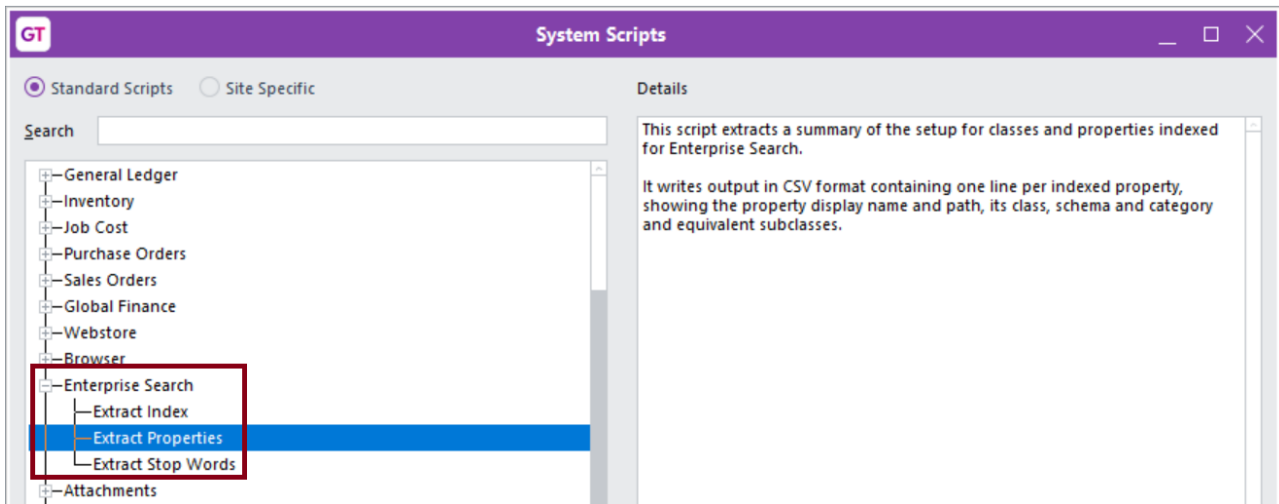 GT
System Scripts
Standard Scripts
Site Specific
Details
Search
This script extracts a summary of the setup for classes and properties indexed
for Enterprise Search.
It writes output in CSV format containing one line per indexed property,
showing the property display name and path, its class, schema and category
and equivalent subclasses.
General Ledger
Inventory
Job Cost
Purchase Orders
Sales Orders
Global Finance
Webstore
Browser
Enterprise Search
Extract Index
Extract Properties
Extract Stop Words
Attachments